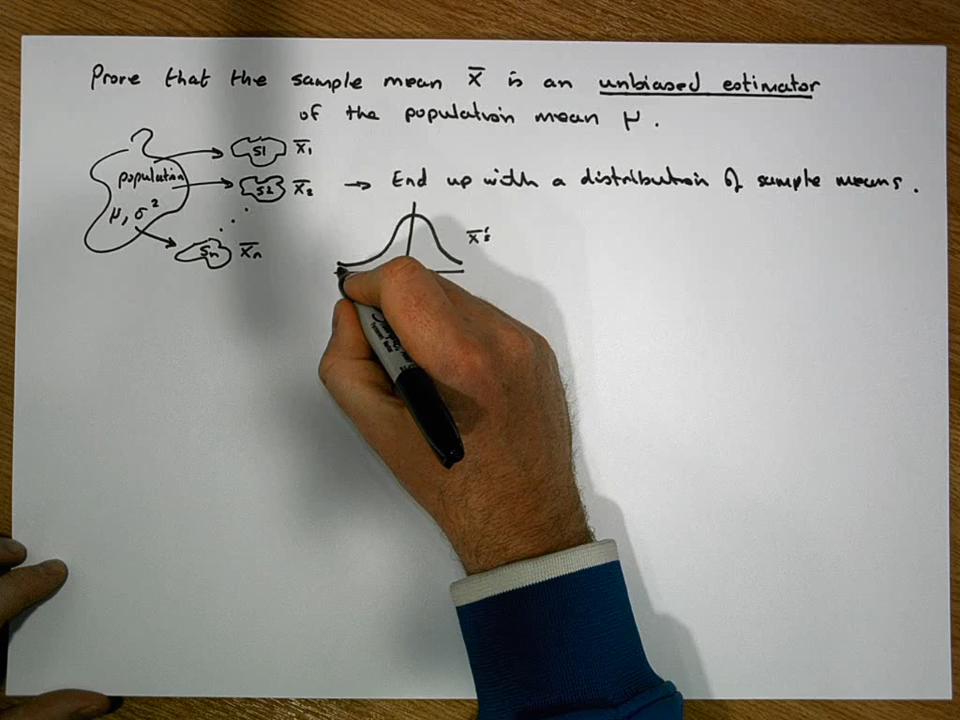 Prove that the sample mean x̄ is an unbiased estimator
of the population mean μ.
S1 x̄1
population
S2 x̄2 → End up with a distribution of sample means.
μ, σ²
Sn x̄n
x̄'s